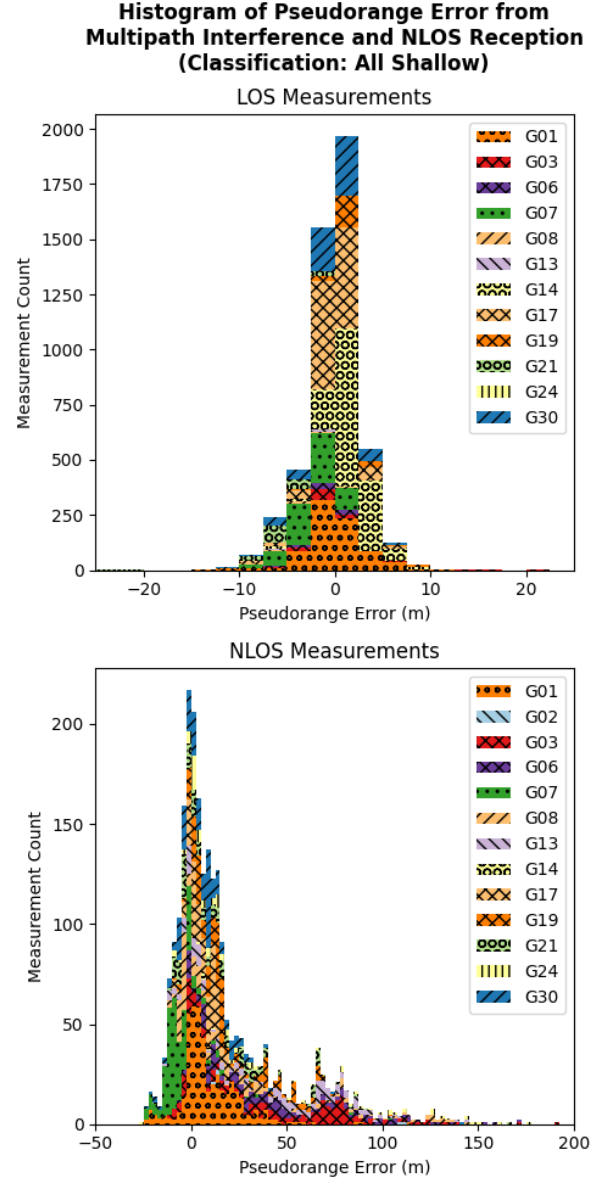 Histogram of Pseudorange Error from
Multipath Interference and NLOS Reception
(Classification: All Shallow)
LOS Measurements
2000
1750
1500
1250
1000
750
500
250
0
Measurement Count
G01
G03
G06
G07
G08
G13
G14
G17
G19
G21
G24
G30
−20
−10
0
10
20
Pseudorange Error (m)
NLOS Measurements
200
150
100
50
0
Measurement Count
G01
G02
G03
G06
G07
G08
G13
G14
G17
G19
G21
G24
G30
−50
0
50
100
150
200
Pseudorange Error (m)